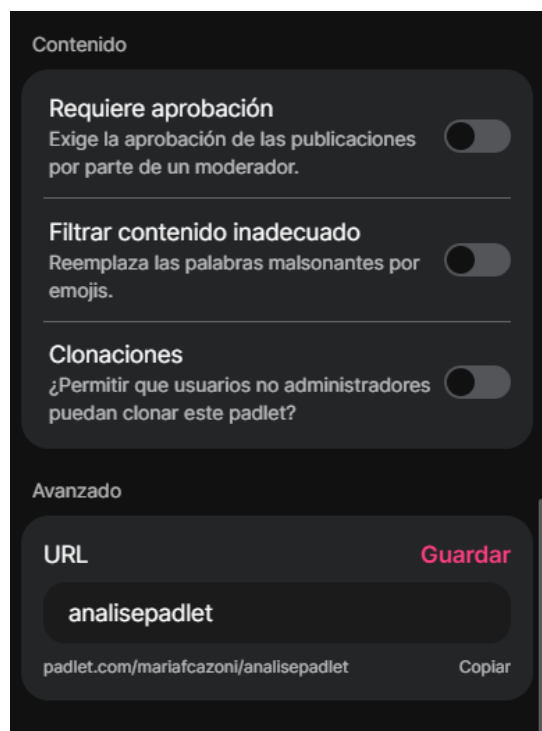 Contenido
Requiere aprobación
Exige la aprobación de las publicaciones
por parte de un moderador.
Filtrar contenido inadecuado
Reemplaza las palabras malsonantes por
emojis.
Clonaciones
¿Permitir que usuarios no administradores
puedan clonar este padlet?
Avanzado
URL Guardar
analisepadlet
padlet.com/mariafcazoni/analisepadlet Copiar